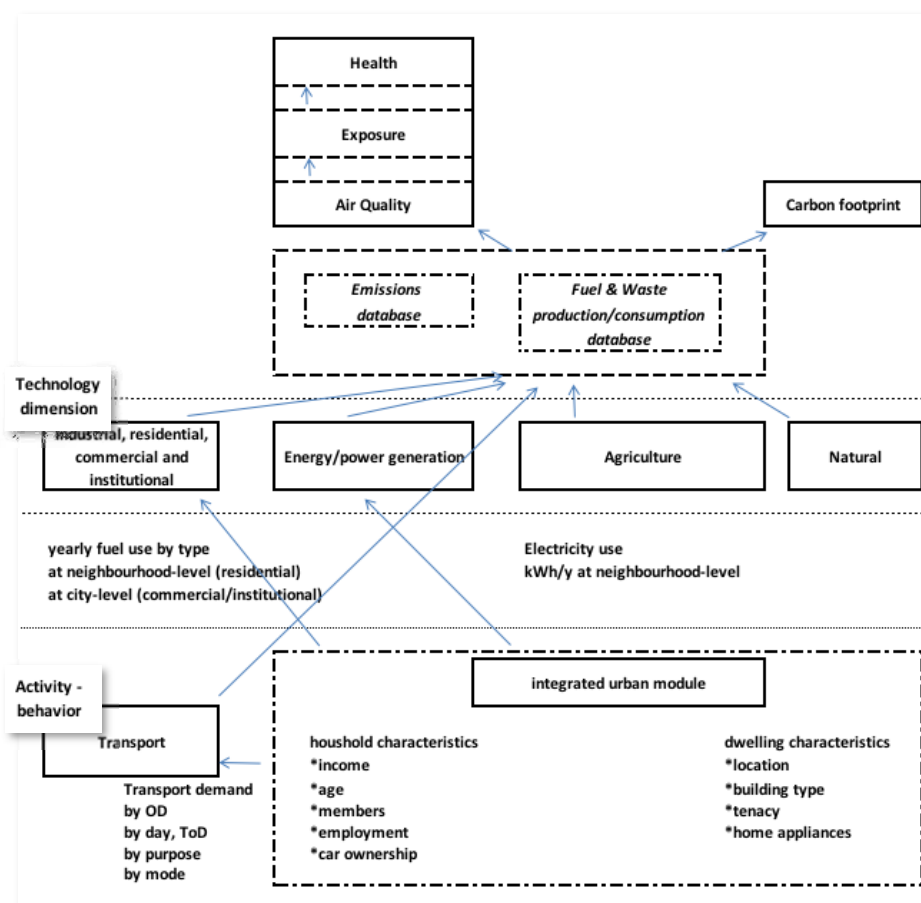 Health
Exposure
Air Quality
Carbon footprint
Emissions
database
Fuel & Waste
production/consumption
database
Technology
dimension
industrial, residential,
commercial and
institutional
Energy/power generation
Agriculture
Natural
yearly fuel use by type
at neighbourhood-level (residential)
at city-level (commercial/institutional)
Electricity use
kWh/y at neighbourhood-level
Activity -
behavior
integrated urban module
Transport
Transport demand
by OD
by day, ToD
by purpose
by mode
houshold characteristics
*income
*age
*members
*employment
*car ownership
dwelling characteristics
*location
*building type
*tenacy
*home appliances